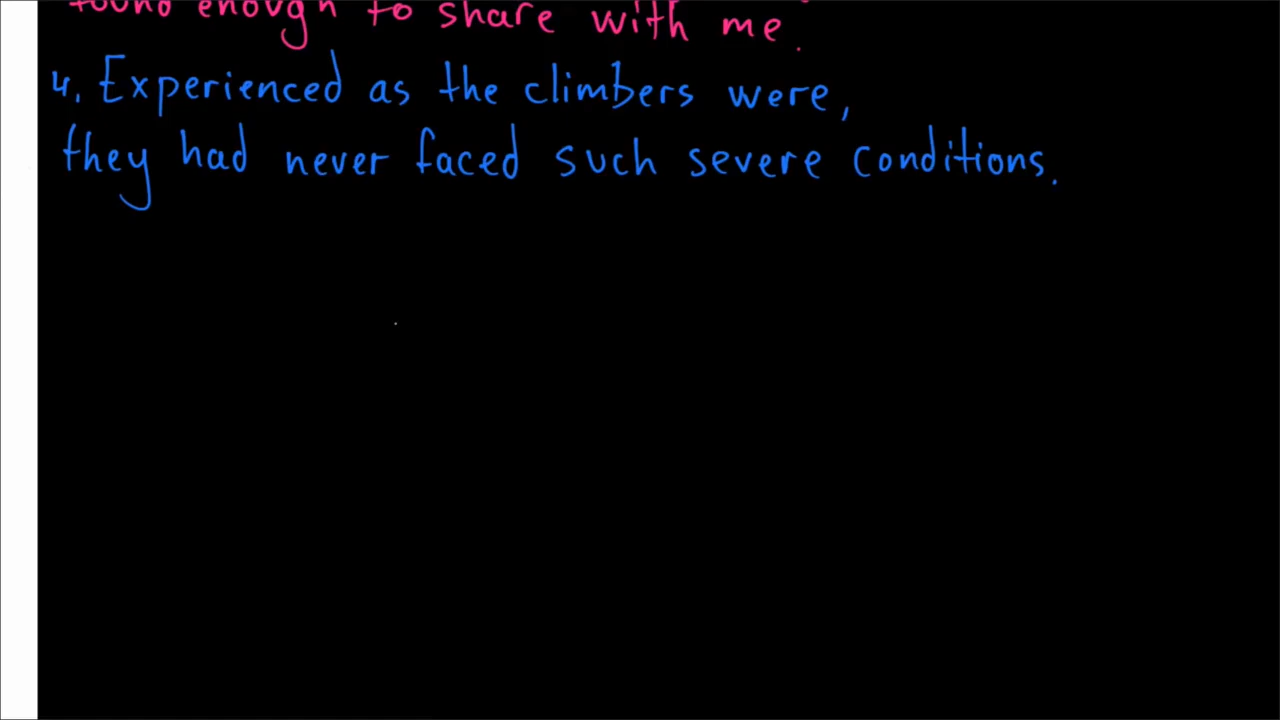 found enough to share with me.
4. Experienced as the climbers were,
they had never faced such severe conditions.